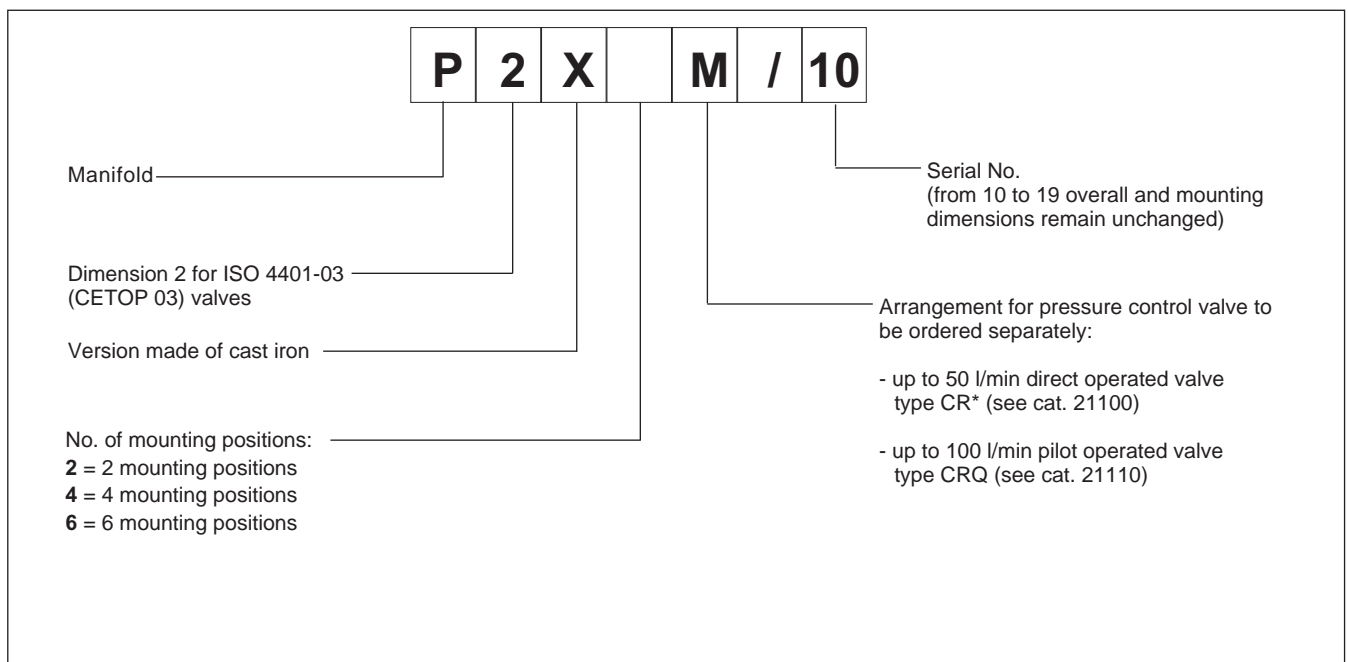 P 2 X M / 10
Manifold
Dimension 2 for ISO 4401-03
(CETOP 03) valves
Version made of cast iron
No. of mounting positions:
2 = 2 mounting positions
4 = 4 mounting positions
6 = 6 mounting positions
Serial No.
(from 10 to 19 overall and mounting
dimensions remain unchanged)
Arrangement for pressure control valve to
be ordered separately:
- up to 50 l/min direct operated valve
type CR* (see cat. 21100)
- up to 100 l/min pilot operated valve
type CRQ (see cat. 21110)